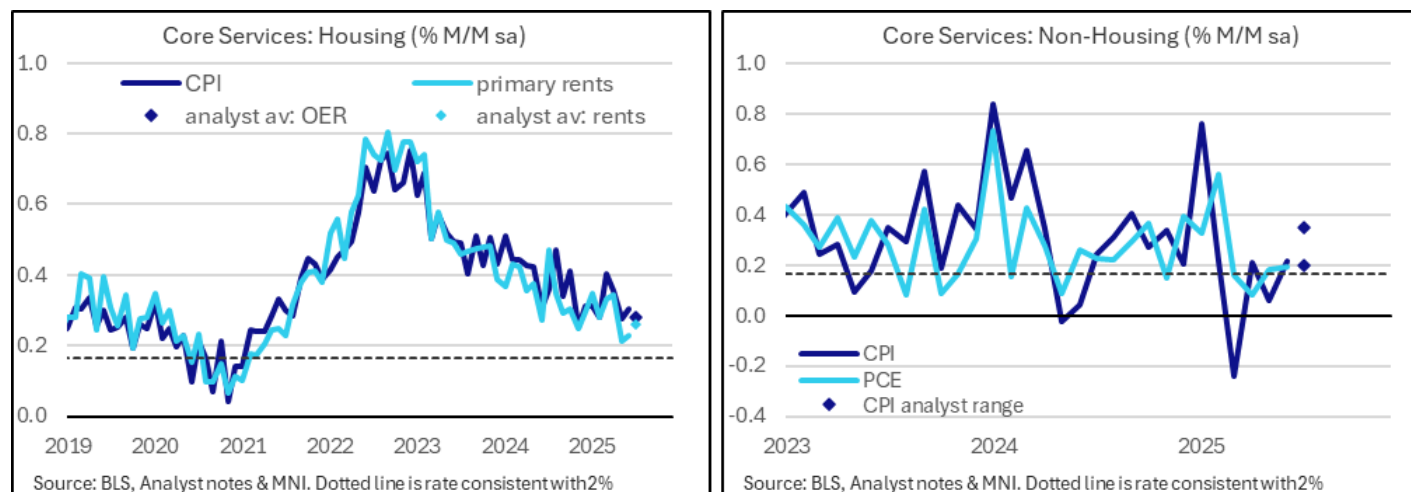 Core Services: Housing (% M/M sa)
1.0
CPI
primary rents
analyst av: OER
analyst av: rents
0.8
0.6
0.4
0.2
0.0
2019 2020 2021 2022 2023 2024 2025
Source: BLS, Analyst notes & MNI. Dotted line is rate consistent with 2%
Core Services: Non-Housing (% M/M sa)
1.0
0.8
0.6
0.4
0.2
0.0
CPI
-0.2
PCE
CPI analyst range
-0.4
2023 2024 2025
Source: BLS, Analyst notes & MNI. Dotted line is rate consistent with 2%